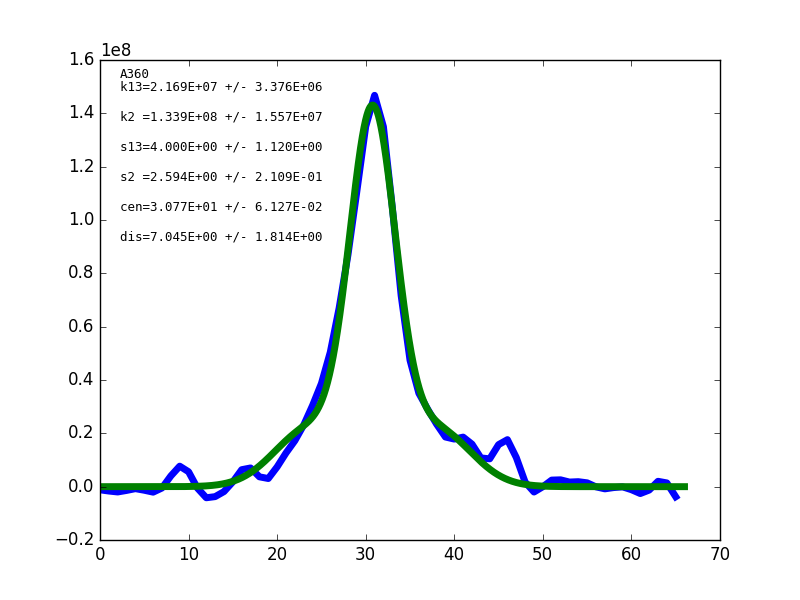 1e8
A360
k13=2.169E+07 +/- 3.376E+06
k2 =1.339E+08 +/- 1.557E+07
s13=4.000E+00 +/- 1.120E+00
s2 =2.594E+00 +/- 2.109E-01
cen=3.077E+01 +/- 6.127E-02
dis=7.045E+00 +/- 1.814E+00
1.6
1.4
1.2
1.0
0.8
0.6
0.4
0.2
0.0
−0.2
0 10 20 30 40 50 60 70